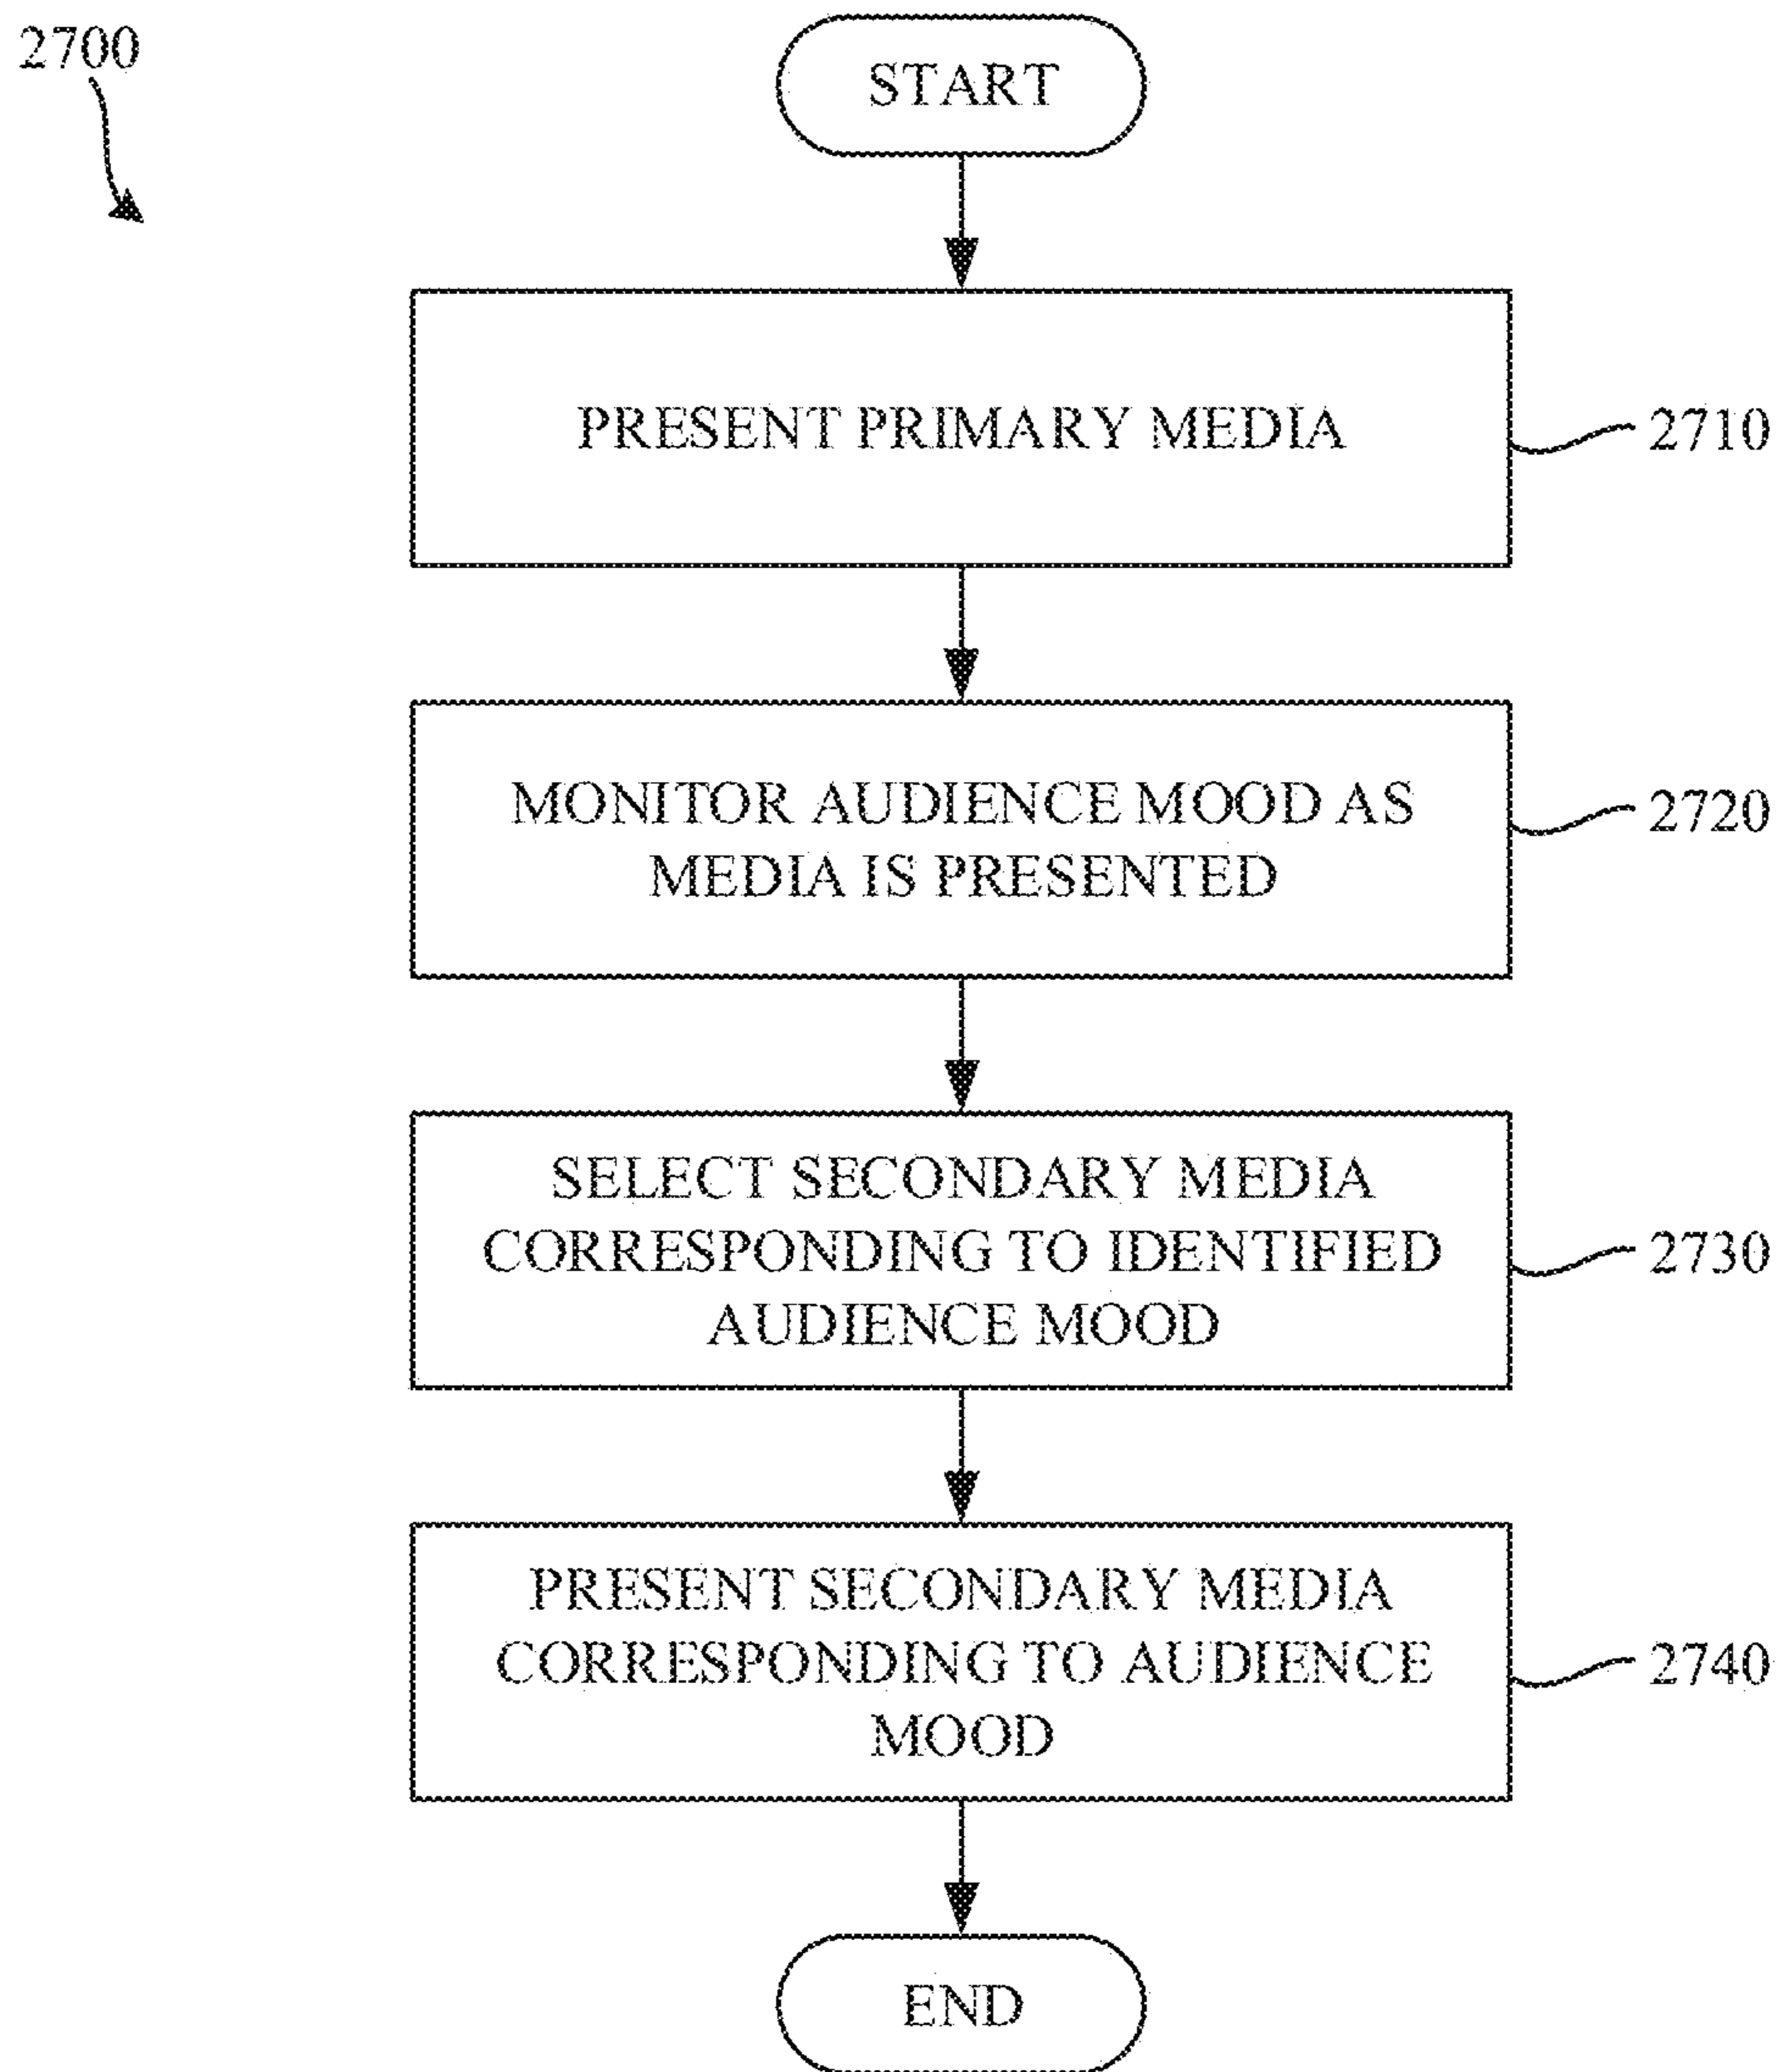 2700
START
PRESENT PRIMARY MEDIA
2710
MONITOR AUDIENCE MOOD AS
MEDIA IS PRESENTED
2720
SELECT SECONDARY MEDIA
CORRESPONDING TO IDENTIFIED
AUDIENCE MOOD
2730
PRESENT SECONDARY MEDIA
CORRESPONDING TO AUDIENCE
MOOD
2740
END